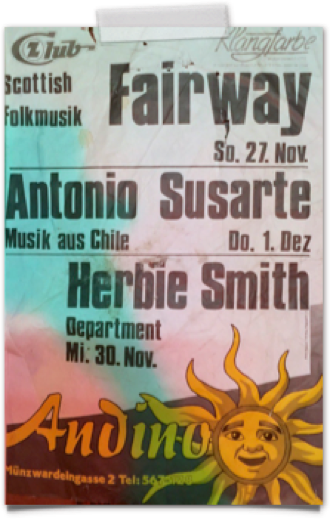 Club
Klangfarbe
Scottish
Folkmusik
Fairway
So. 27. Nov.
Antonio Susarte
Musik aus Chile
Do. 1. Dez
Herbie Smith
Department
Mi. 30. Nov.
Andino
Münzwardeingasse 2 Tel: